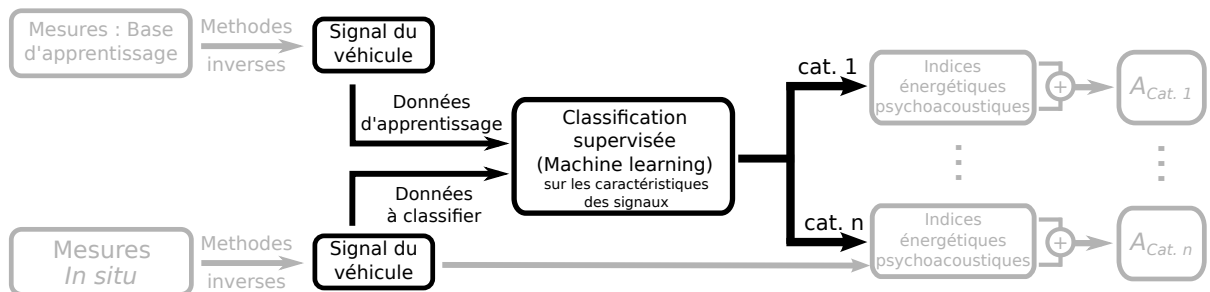 Mesures : Base
d'apprentissage
Methodes
inverses
Signal du
véhicule
Données
d'apprentissage
Classification
supervisée
(Machine learning)
sur les caractéristiques
des signaux
cat. 1
Indices
énergétiques
psychoacoustiques
+
A Cat. 1
Données
à classifier
Mesures
In situ
Methodes
inverses
Signal du
véhicule
cat. n
Indices
énergétiques
psychoacoustiques
+
A Cat. n